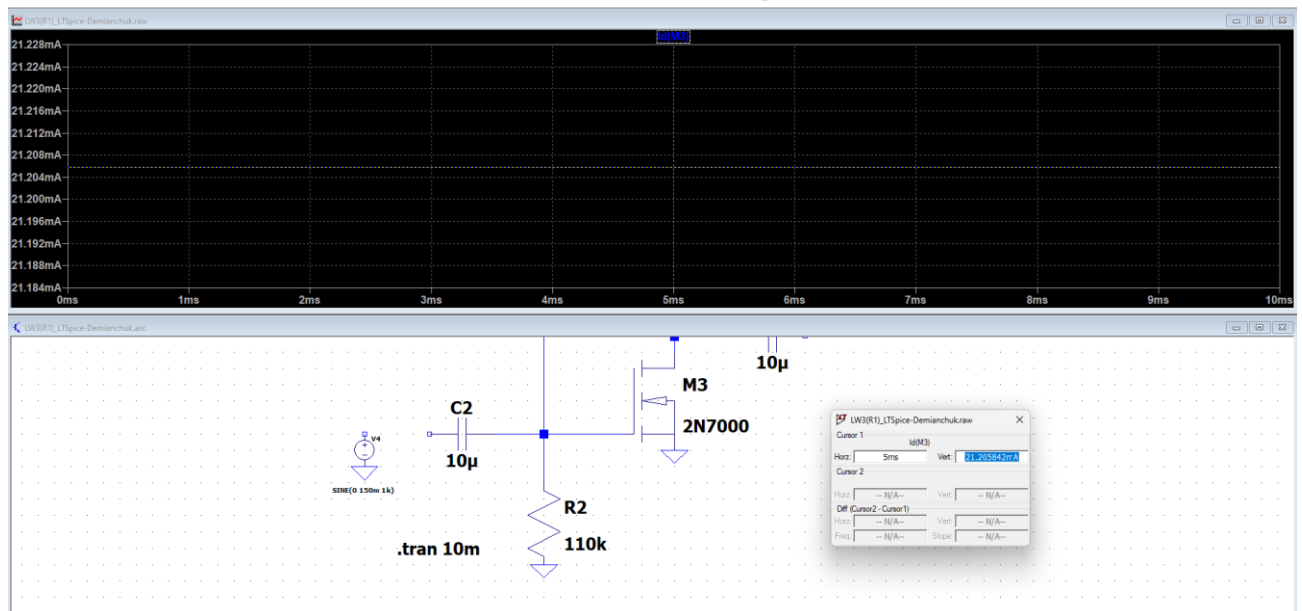 LW3(R1)_LTSpice-Demianchuk.raw
Id(M3)
21.228mA
21.224mA
21.220mA
21.216mA
21.212mA
21.208mA
21.204mA
21.200mA
21.196mA
21.192mA
21.188mA
21.184mA
0ms 1ms 2ms 3ms 4ms 5ms 6ms 7ms 8ms 9ms 10ms
LW3(R1)_LTSpice-Demianchuk.asc
10µ
M3
2N7000
C2
10µ
V4
SINE(0 150m 1k)
R2
110k
.tran 10m
LW3(R1)_LTSpice-Demianchuk.raw
Cursor 1
Id(M3)
Horz: 5ms Vert: 21.205842mA
Cursor 2
Horz: -- N/A-- Vert: -- N/A--
Diff (Cursor2 - Cursor1)
Horz: -- N/A-- Vert: -- N/A--
Freq: -- N/A-- Slope: -- N/A--